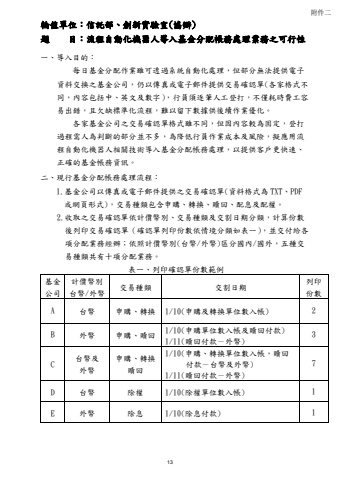 附件二
輪值單位：信託部、創新實驗室(協辦)
題　　目：流程自動化機器人導入基金分配帳務處理業務之可行性
一、導入目的：
每日基金分配作業雖可透過系統自動化處理，但部分無法提供電子
資料交換之基金公司，仍以傳真或電子郵件提供交易確認單(各家格式不
同，內容包括中、英文及數字)，行員須逐筆人工登打，不僅耗時費工容
易出錯，且欠缺標準化流程，難以留下數據供後續作業優化。
各家基金公司之交易確認單格式雖不同，但因內容較為固定，登打
過程需人為判斷的部分並不多，為降低行員作業成本及風險，擬應用流
程自動化機器人相關技術導入基金分配帳務處理，以提供客戶更快速、
正確的基金帳務資訊。
二、現行基金分配帳務處理流程：
1.基金公司以傳真或電子郵件提供之交易確認單(資料格式為 TXT、PDF
或網頁形式)，交易種類包含申購、轉換、贖回、配息及配權。
2.收取之交易確認單依計價幣別、交易種類及交割日期分類，計算份數
後列印交易確認單（確認單列印份數依情境分類如表一），並交付給各
項分配業務經辦；依照計價幣別(台幣/外幣)區分國內/國外，五種交
易種類共有十項分配業務。
表一、列印確認單份數範例
基金公司 計價幣別台幣/外幣 交易種類 交割日期 列印份數
A 台幣 申購、轉換 1/10(申購及轉換單位數入帳) 2
B 外幣 申購、贖回 1/10(申購單位數入帳及贖回付款) 1/11(贖回付款－外幣) 3
C 台幣及外幣 申購、轉換贖回 1/10(申購、轉換單位數入帳，贖回付款－台幣及外幣) 1/11(贖回付款－外幣) 7
D 台幣 除權 1/10(除權單位數入帳) 1
E 外幣 除息 1/10(除息付款) 1
13